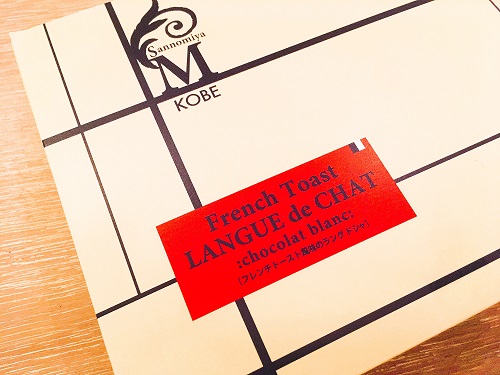 Sannomiya
M
KOBE
French Toast
LANGUE de CHAT
:chocolat blanc:
(フレンチトースト風味のラングドシャ)